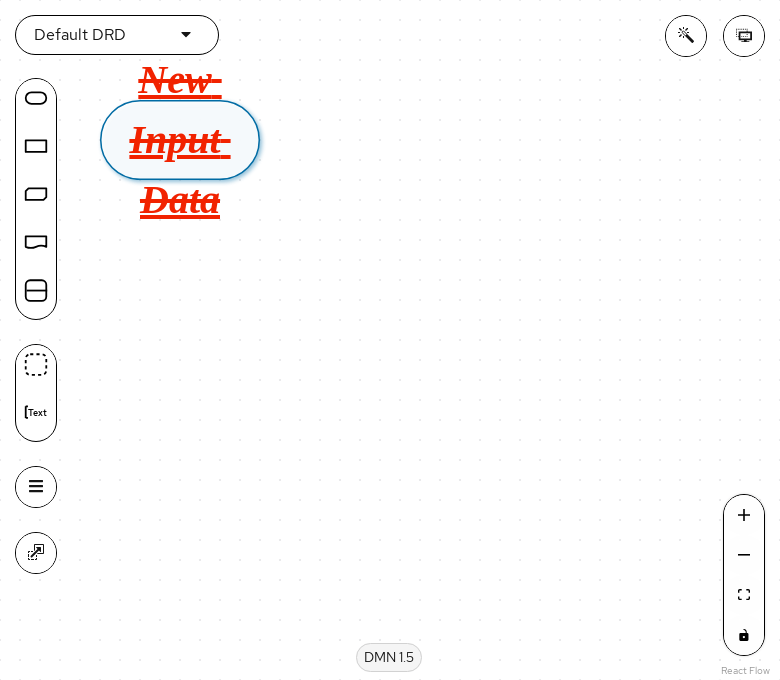 Default DRD
New
Input
Data
Text
DMN 1.5
React Flow